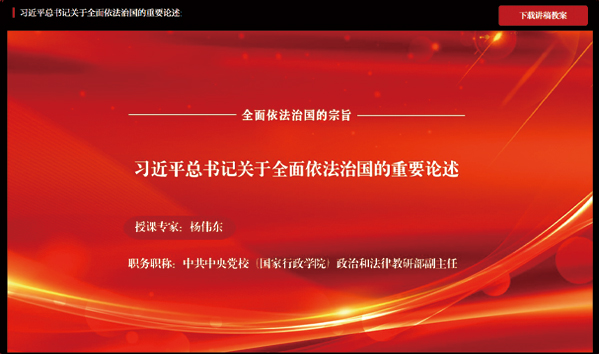 习近平总书记关于全面依法治国的重要论述
下载讲稿教案
全面依法治国的宗旨
习近平总书记关于全面依法治国的重要论述
授课专家：杨伟东
职务职称：中共中央党校（国家行政学院）政治和法律教研部副主任